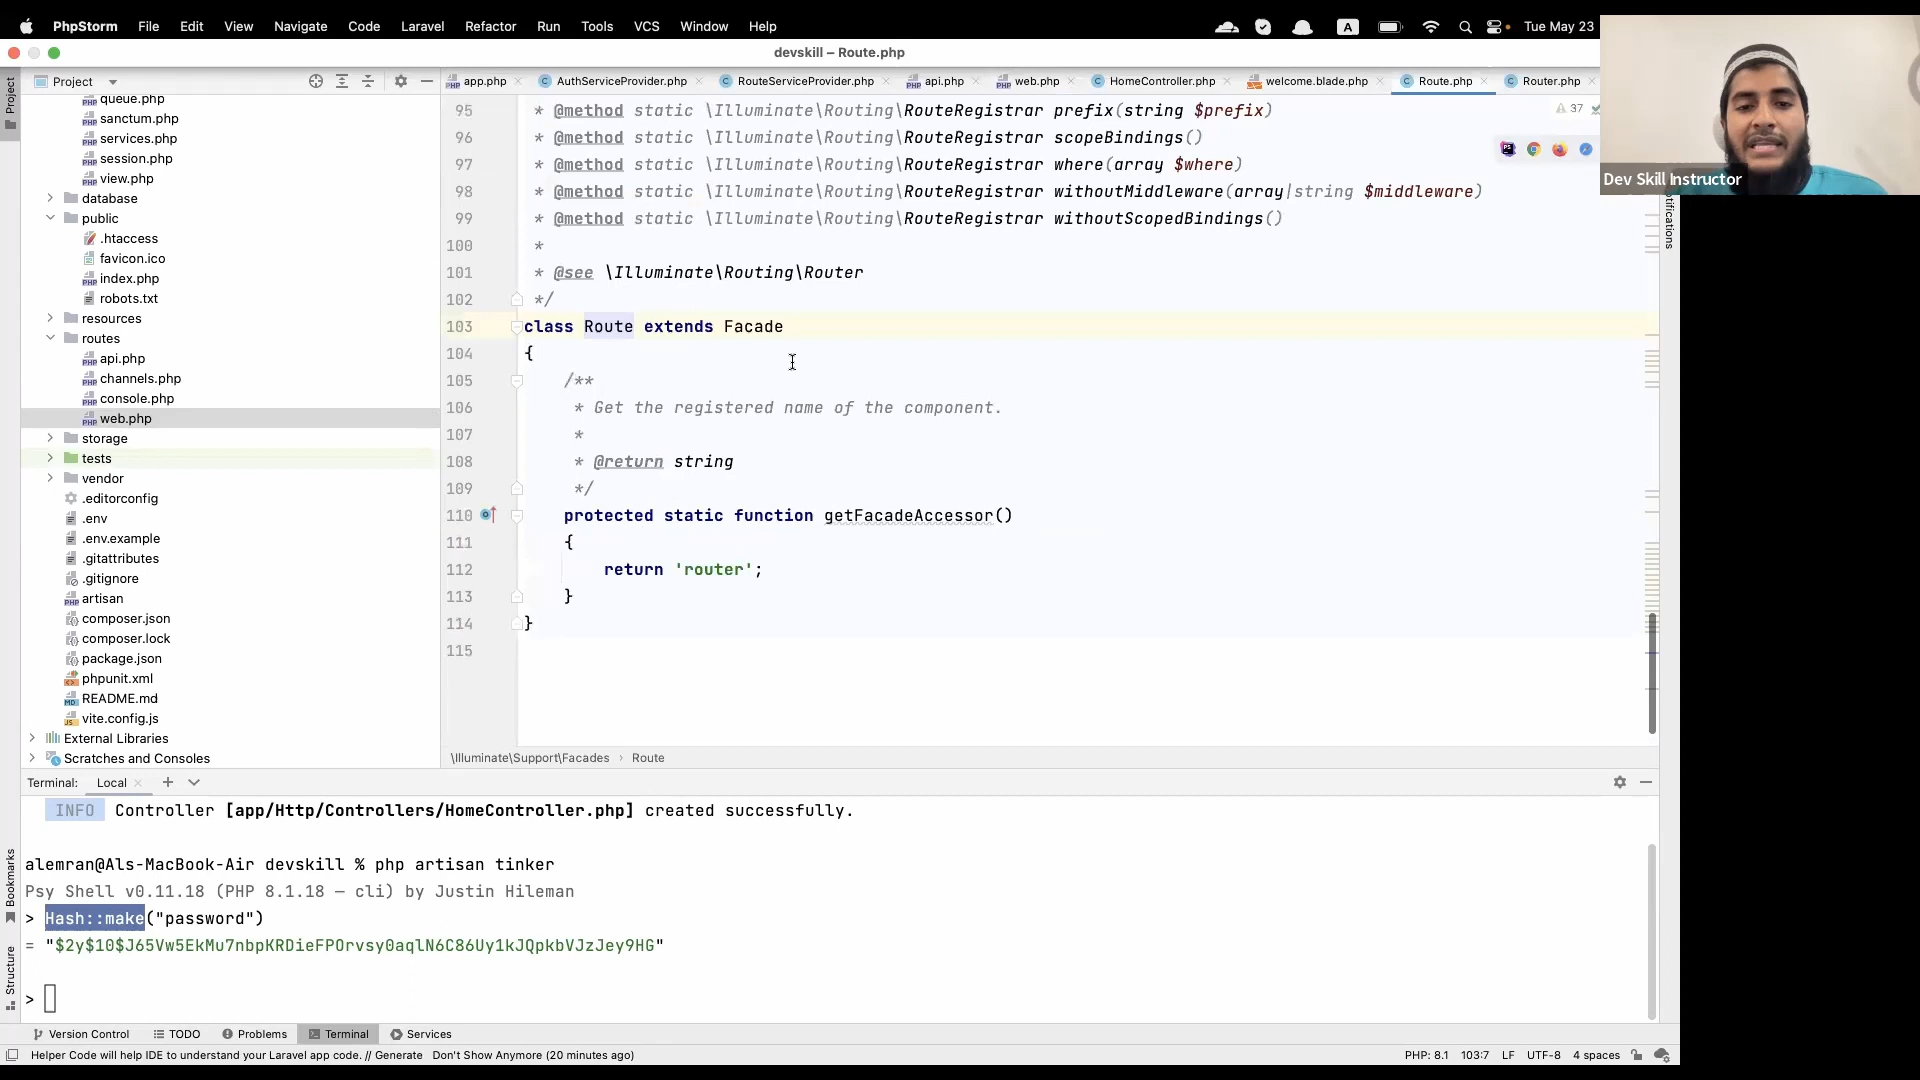 PhpStorm File Edit View Navigate Code Laravel Refactor Run Tools VCS Window Help A Tue May 23
devskill – Route.php
Project
app.php AuthServiceProvider.php RouteServiceProvider.php api.php web.php HomeController.php welcome.blade.php Route.php Router.php
Project
queue.php
sanctum.php
services.php
session.php
view.php
database
public
.htaccess
favicon.ico
index.php
robots.txt
resources
routes
api.php
channels.php
console.php
web.php
storage
tests
vendor
.editorconfig
.env
.env.example
.gitattributes
.gitignore
artisan
composer.json
composer.lock
package.json
phpunit.xml
README.md
vite.config.js
External Libraries
Scratches and Consoles
95 * @method static \Illuminate\Routing\RouteRegistrar prefix(string $prefix)
37
96 * @method static \Illuminate\Routing\RouteRegistrar scopeBindings()
97 * @method static \Illuminate\Routing\RouteRegistrar where(array $where)
98 * @method static \Illuminate\Routing\RouteRegistrar withoutMiddleware(array|string $middleware)
99 * @method static \Illuminate\Routing\RouteRegistrar withoutScopedBindings()
100 *
101 * @see \Illuminate\Routing\Router
102 */
103 class Route extends Facade
104 {
105 /**
106 * Get the registered name of the component.
107 *
108 * @return string
109 */
110 protected static function getFacadeAccessor()
111 {
112 return 'router';
113 }
114 }
115
\Illuminate\Support\Facades › Route
Dev Skill Instructor
Terminal: Local
INFO Controller [app/Http/Controllers/HomeController.php] created successfully.
alemran@Als-MacBook-Air devskill % php artisan tinker
Psy Shell v0.11.18 (PHP 8.1.18 — cli) by Justin Hileman
> Hash::make("password")
= "$2y$10$J65Vw5EkMu7nbpKRDieFPOrvsy0aqlN6C86Uy1kJQpkbVJzJey9HG"
>
Bookmarks
Structure
Version Control TODO Problems Terminal Services
Helper Code will help IDE to understand your Laravel app code. // Generate Don't Show Anymore (20 minutes ago)
PHP: 8.1 103:7 LF UTF-8 4 spaces